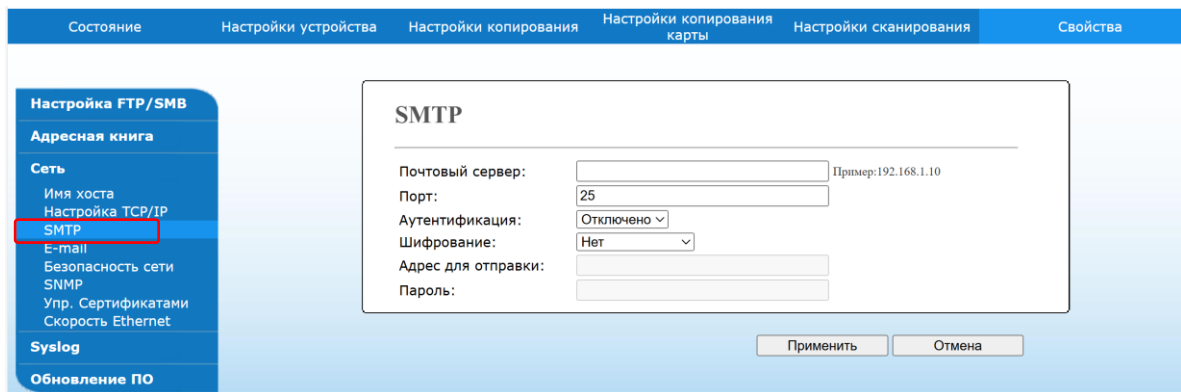 Состояние
Настройки устройства
Настройки копирования
Настройки копирования
карты
Настройки сканирования
Свойства
Настройка FTP/SMB
Адресная книга
Сеть
Имя хоста
Настройка TCP/IP
SMTP
E-mail
Безопасность сети
SNMP
Упр. Сертификатами
Скорость Ethernet
Syslog
Обновление ПО
SMTP
Почтовый сервер: Пример:192.168.1.10
Порт: 25
Аутентификация: Отключено
Шифрование: Нет
Адрес для отправки:
Пароль:
Применить Отмена